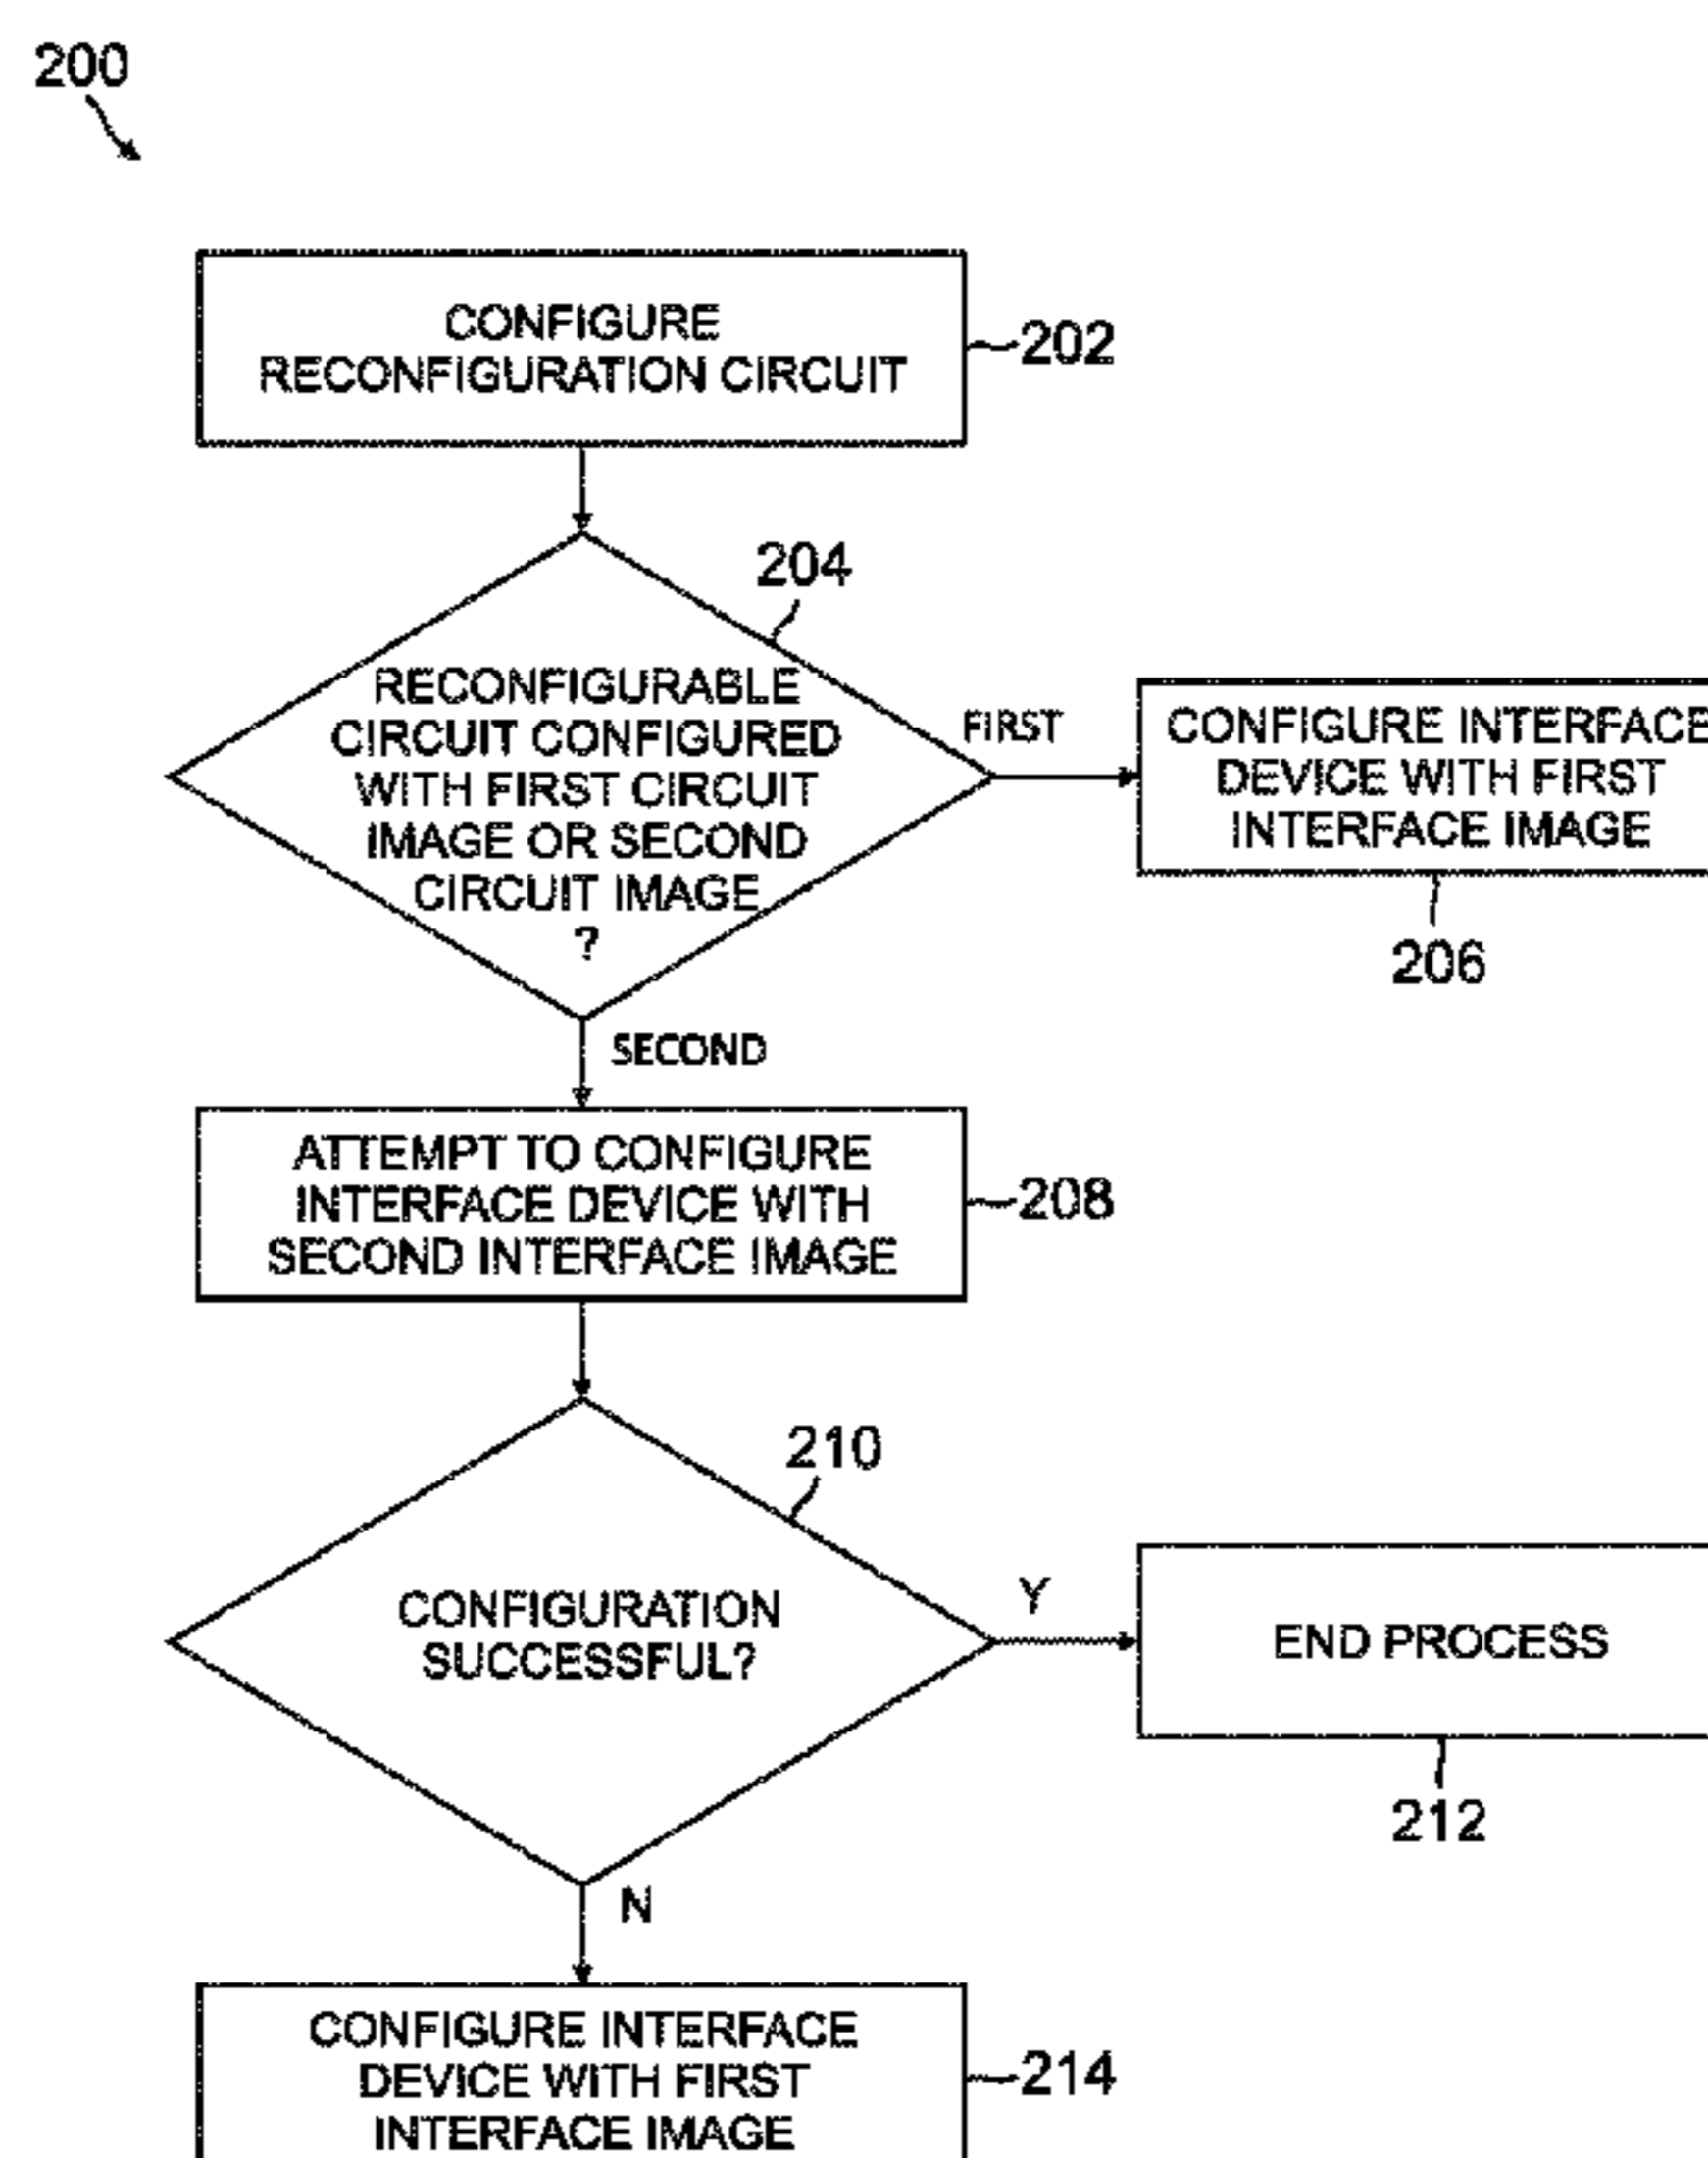 200
CONFIGURE
RECONFIGURATION CIRCUIT
202
204
RECONFIGURABLE
CIRCUIT CONFIGURED
WITH FIRST CIRCUIT
IMAGE OR SECOND
CIRCUIT IMAGE
?
FIRST
CONFIGURE INTERFACE
DEVICE WITH FIRST
INTERFACE IMAGE
206
SECOND
ATTEMPT TO CONFIGURE
INTERFACE DEVICE WITH
SECOND INTERFACE IMAGE
208
210
CONFIGURATION
SUCCESSFUL?
Y
END PROCESS
212
N
CONFIGURE INTERFACE
DEVICE WITH FIRST
INTERFACE IMAGE
214